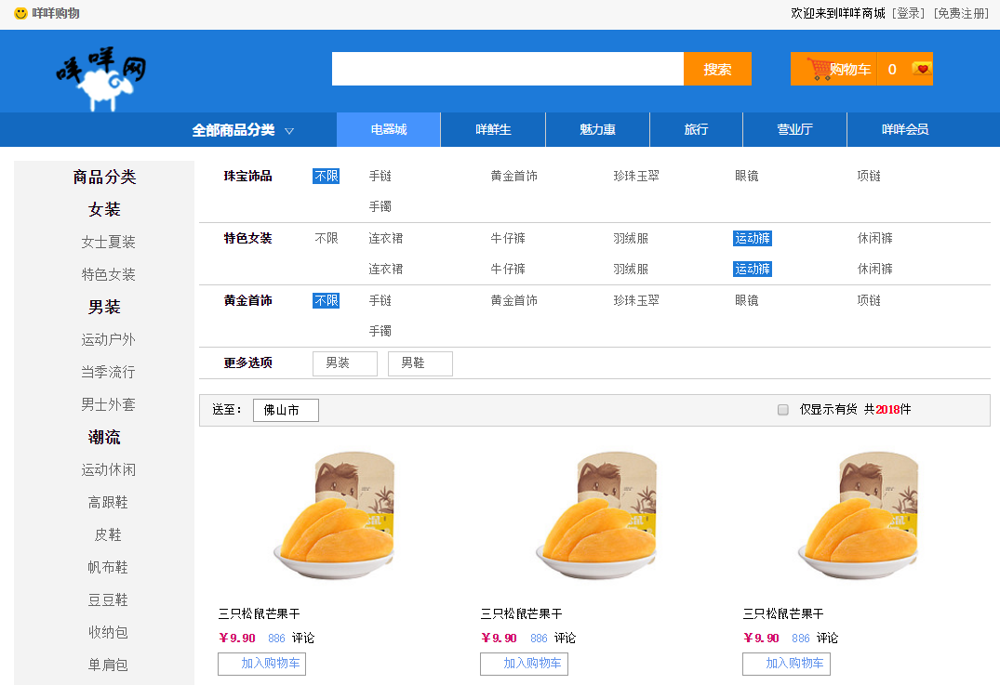 咩咩购物
欢迎来到咩咩商城 [登录] [免费注册]
咩咩网
搜索
购物车 0
全部商品分类 电器城 咩鲜生 魅力惠 旅行 营业厅 咩咩会员
商品分类
女装
女士夏装
特色女装
男装
运动户外
当季流行
男士外套
潮流
运动休闲
高跟鞋
皮鞋
帆布鞋
豆豆鞋
收纳包
单肩包
珠宝饰品 不限 手链 黄金首饰 珍珠玉翠 眼镜 项链
手镯
特色女装 不限 连衣裙 牛仔裤 羽绒服 运动裤 休闲裤
连衣裙 牛仔裤 羽绒服 运动裤 休闲裤
黄金首饰 不限 手链 黄金首饰 珍珠玉翠 眼镜 项链
手镯
更多选项 男装 男鞋
送至： 佛山市 仅显示有货 共2018件
三只松鼠芒果干 三只松鼠芒果干 三只松鼠芒果干
¥9.90 886 评论 ¥9.90 886 评论 ¥9.90 886 评论
加入购物车 加入购物车 加入购物车